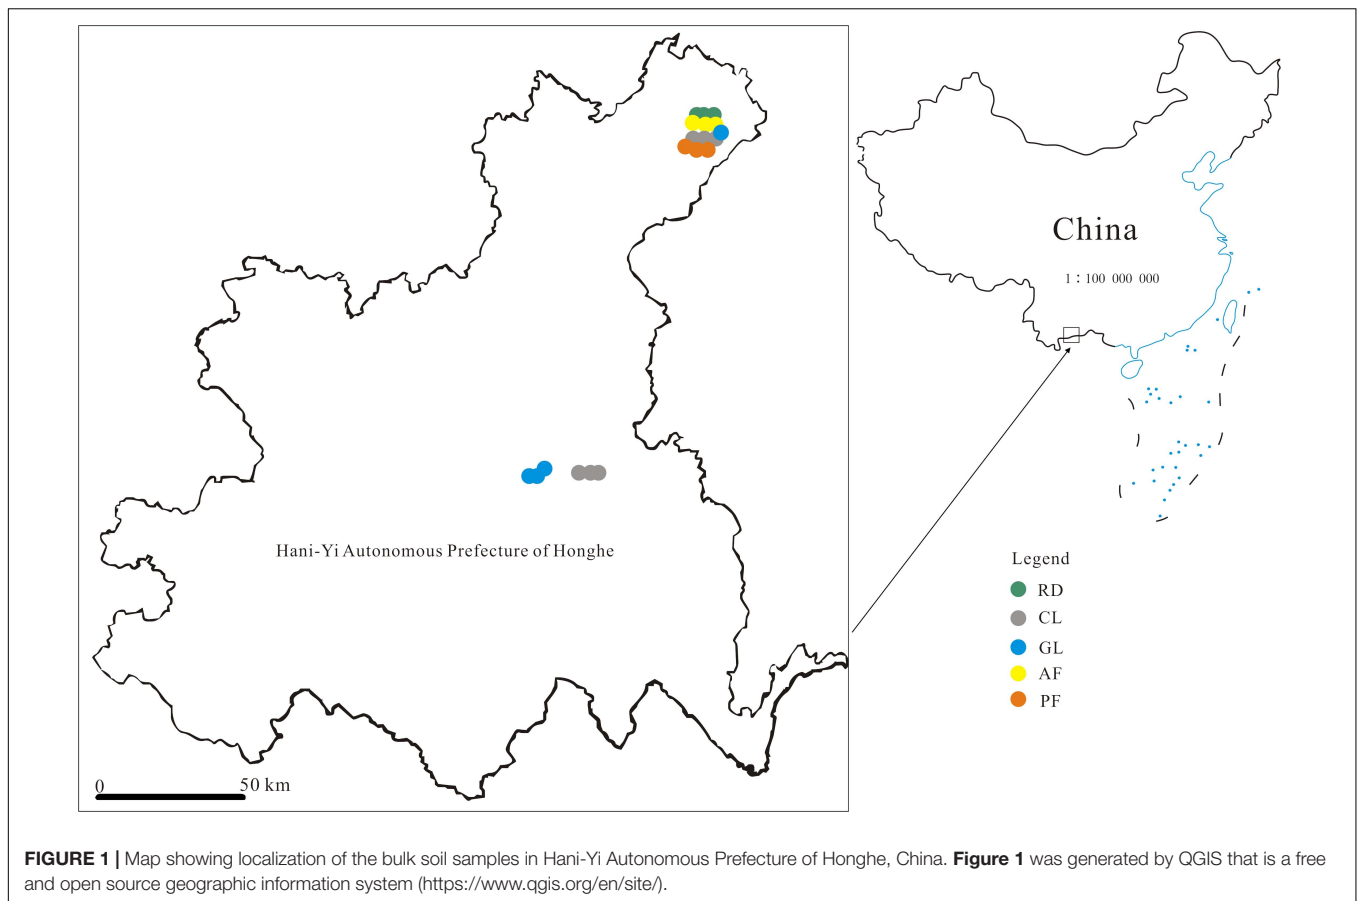 China
1 : 100 000 000
Hani-Yi Autonomous Prefecture of Honghe
Legend
RD
CL
GL
AF
PF
0 50 km
FIGURE 1 | Map showing localization of the bulk soil samples in Hani-Yi Autonomous Prefecture of Honghe, China. Figure 1 was generated by QGIS that is a free
and open source geographic information system (https://www.qgis.org/en/site/).